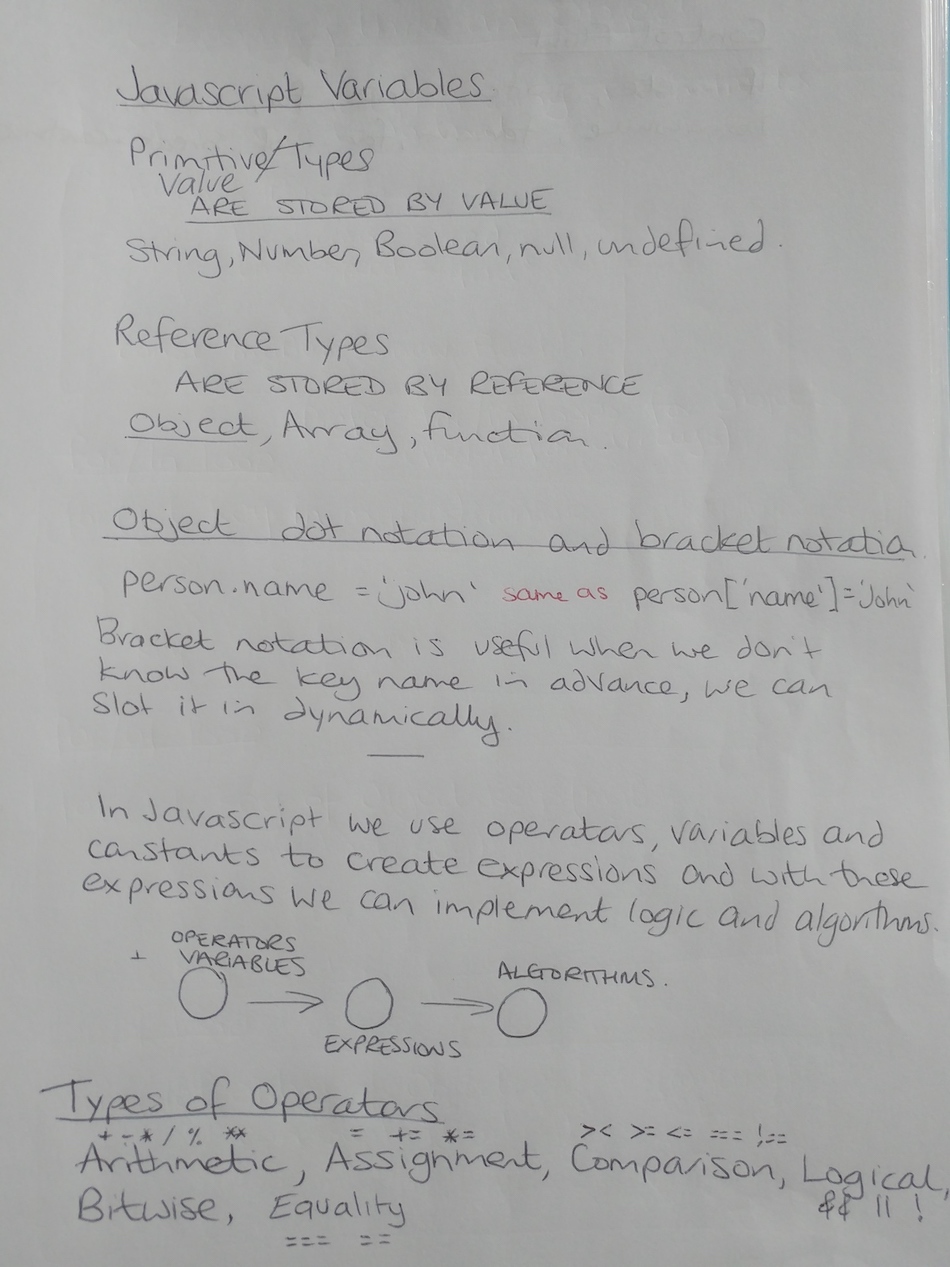 Javascript Variables
Primitive/Types
Value
ARE STORED BY VALUE
String, Number, Boolean, null, undefined.
Reference Types
ARE STORED BY REFERENCE
Object, Array, function.
Object dot notation and bracket notation.
person.name = 'john' same as person['name']='John'
Bracket notation is useful when we don't
know the key name in advance, we can
slot it in dynamically.
In Javascript we use operators, variables and
constants to create expressions and with these
expressions we can implement logic and algorithms.
OPERATORS
+ VARIABLES
ALGORITHMS.
EXPRESSIONS
Types of Operators
+ - * / % ** = += *= >< >= <= === !==
Arithmetic, Assignment, Comparison, Logical,
&& || !
Bitwise, Equality
=== ==